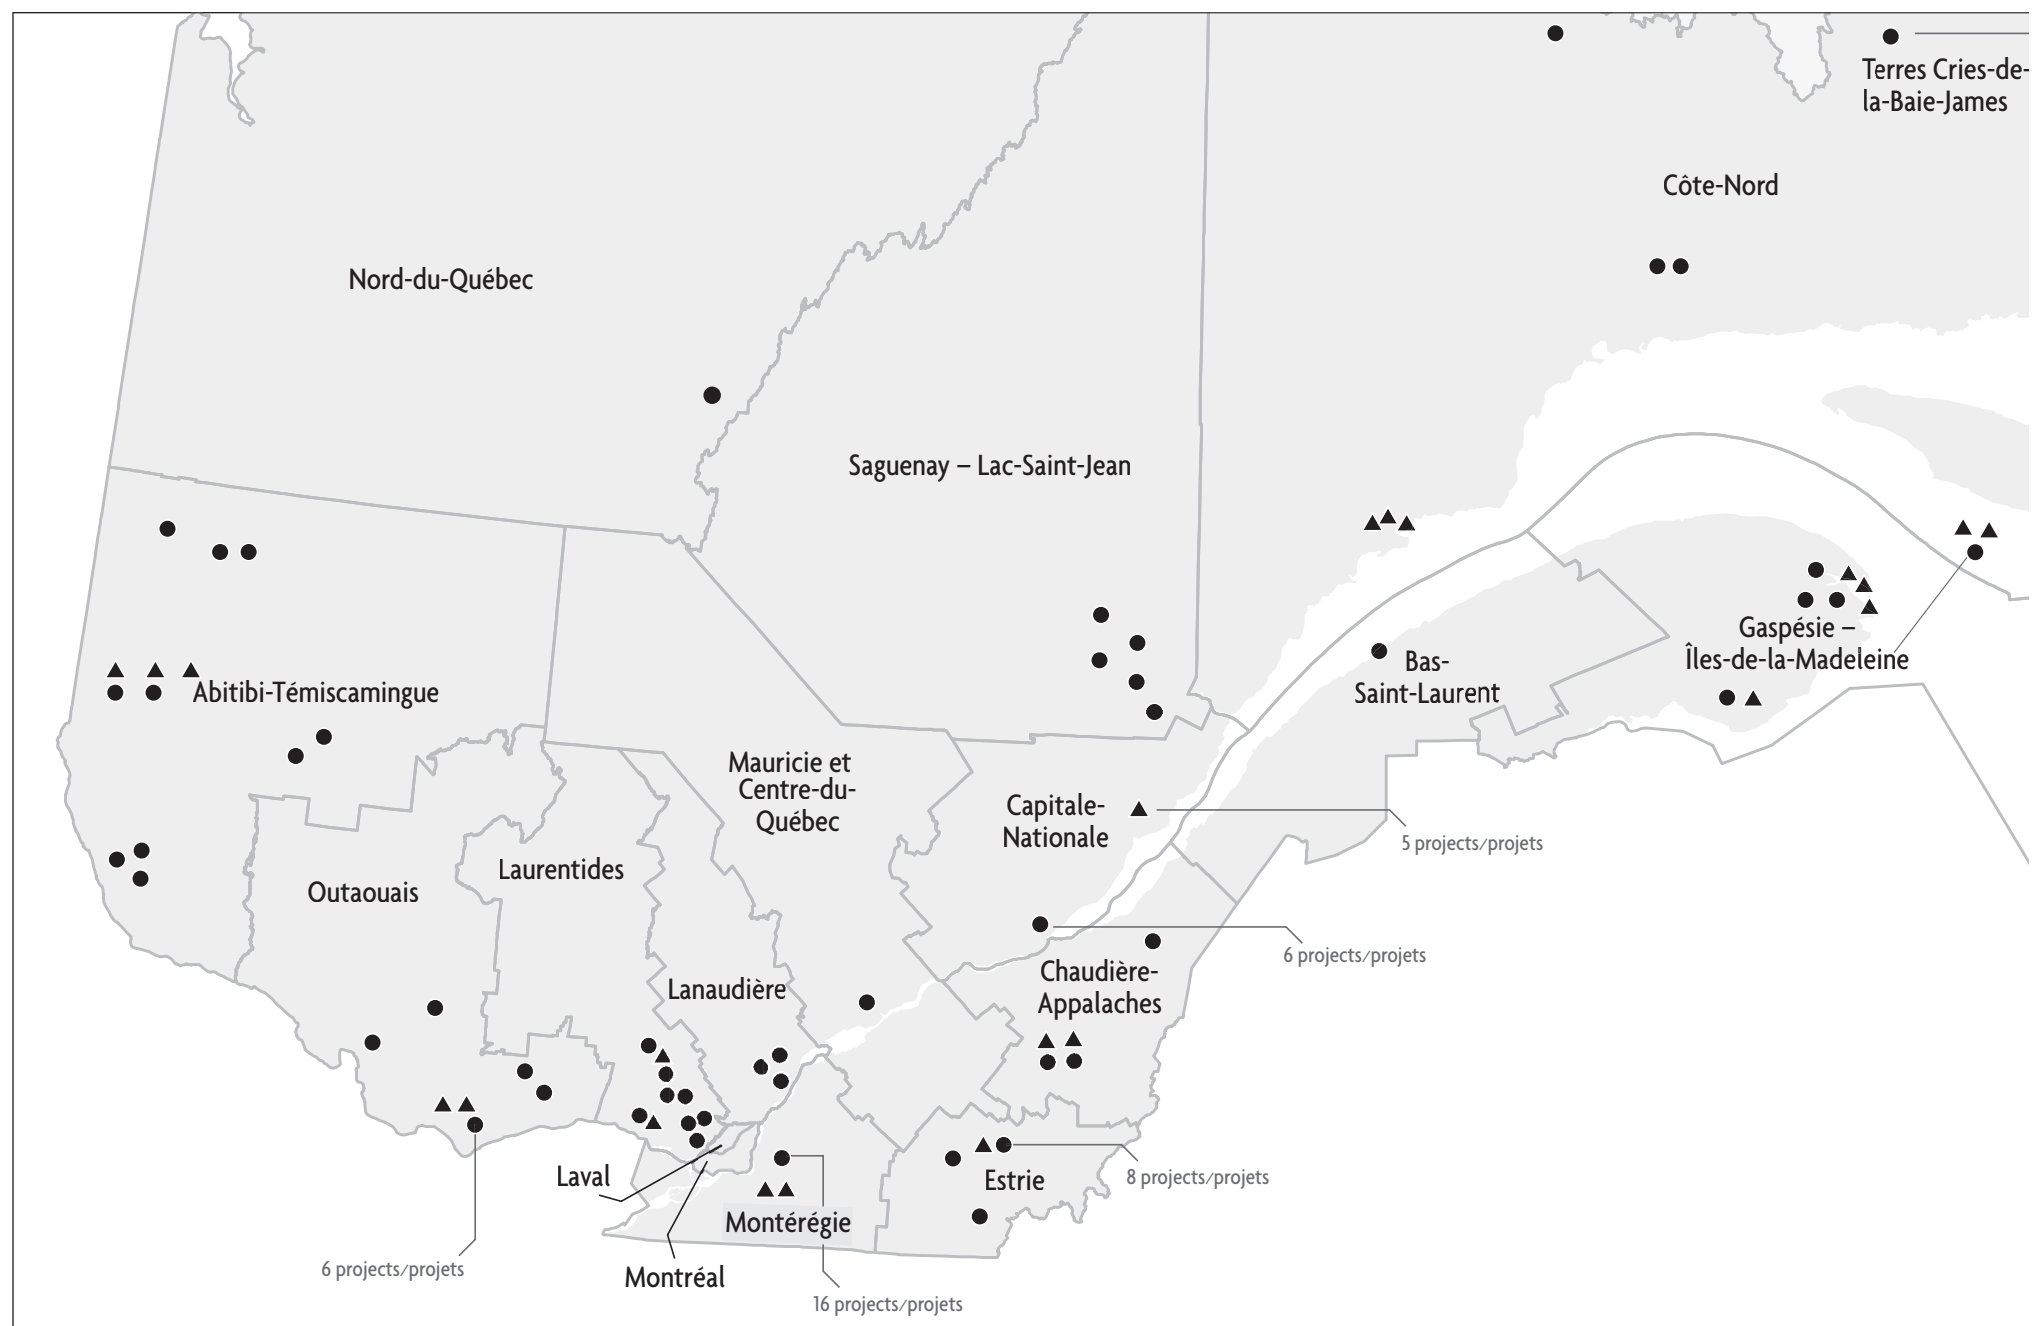 Terres Cries-de-
la-Baie-James
Côte-Nord
Nord-du-Québec
Saguenay – Lac-Saint-Jean
Gaspésie –
Îles-de-la-Madeleine
Bas-
Saint-Laurent
Abitibi-Témiscamingue
Mauricie et
Centre-du-
Québec
Capitale-
Nationale
5 projects/projets
Laurentides
Outaouais
6 projects/projets
Chaudière-
Appalaches
Lanaudière
Laval
Estrie
8 projects/projets
Montérégie
6 projects/projets
Montréal
16 projects/projets